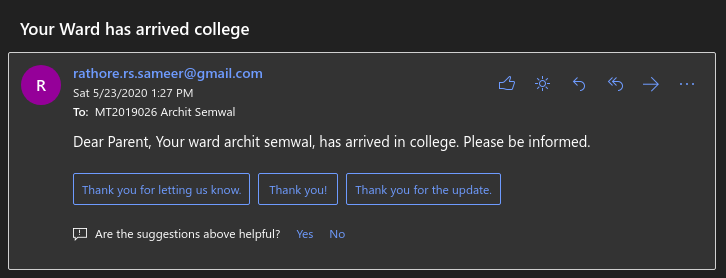 Your Ward has arrived college
R
rathore.rs.sameer@gmail.com
Sat 5/23/2020 1:27 PM
To: MT2019026 Archit Semwal
Dear Parent, Your ward archit semwal, has arrived in college. Please be informed.
Thank you for letting us know. Thank you! Thank you for the update.
Are the suggestions above helpful? Yes No